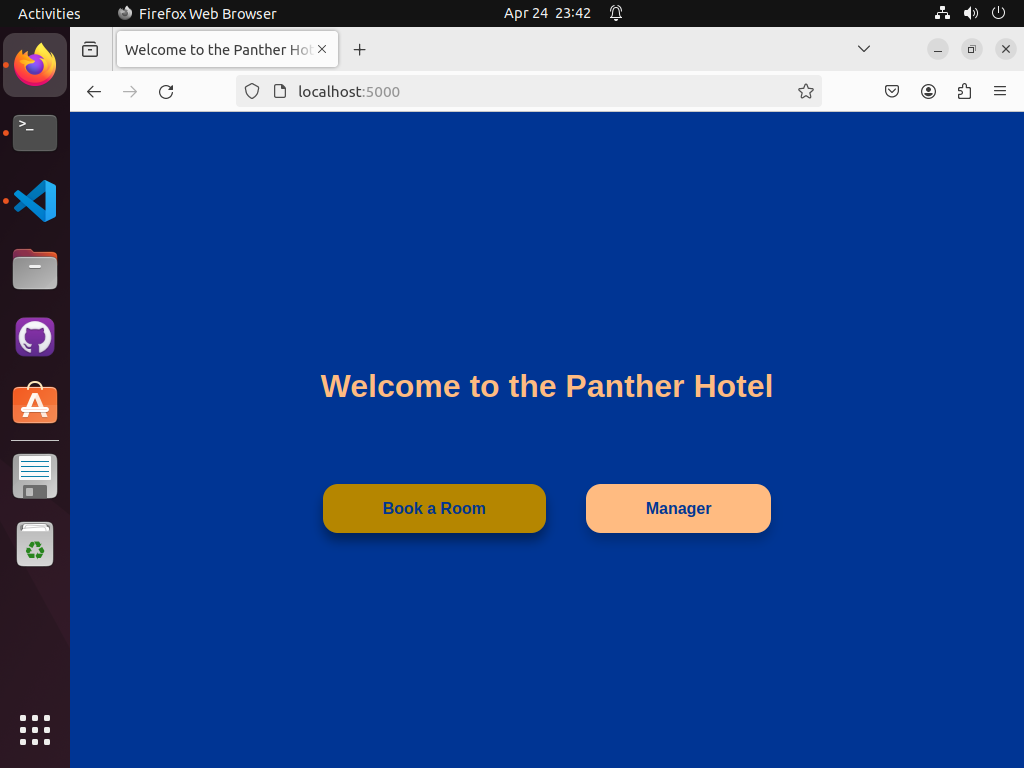 Activities
Firefox Web Browser
Apr 24 23:42
Welcome to the Panther Hot
localhost:5000
>_
Welcome to the Panther Hotel
Book a Room
Manager